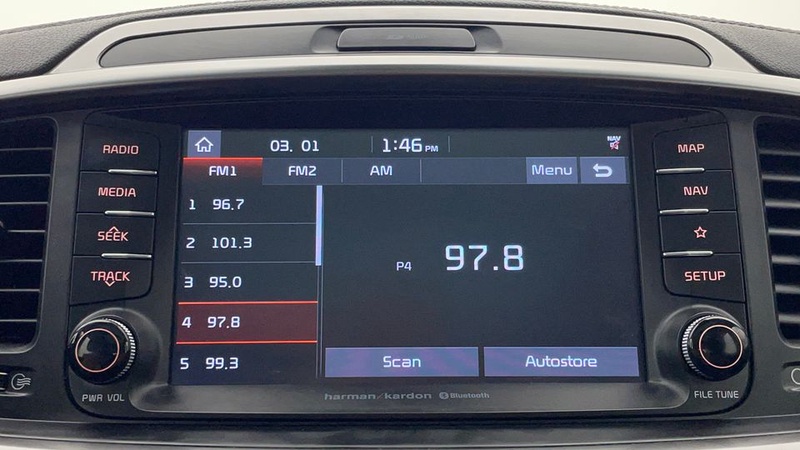 03. 01 1:46 PM NAV
FM1 FM2 AM Menu
1 96.7
2 101.3
3 95.0
4 97.8
5 99.3
P4 97.8
Scan Autostore
RADIO
MEDIA
SEEK
TRACK
PWR VOL
MAP
NAV
SETUP
FILE TUNE
harman/kardon Bluetooth